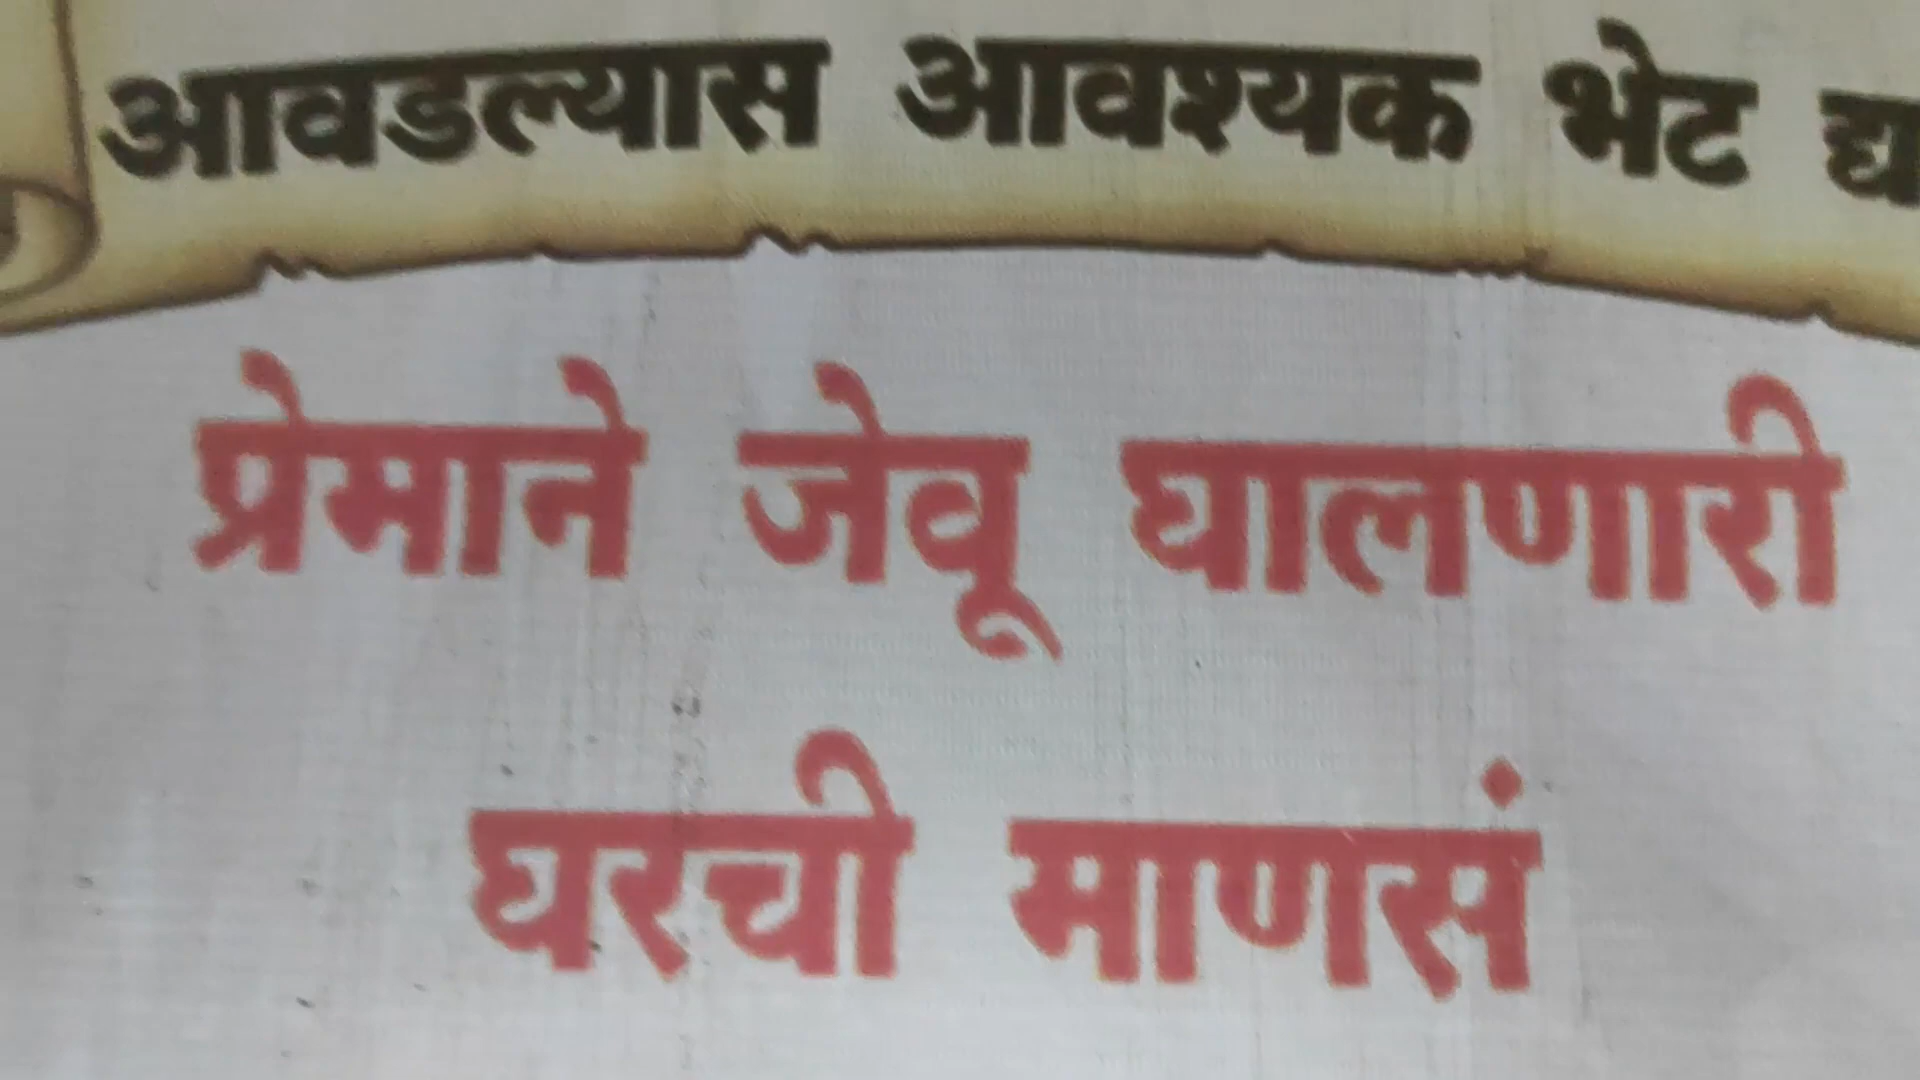 आवडल्यास आवश्यक भेट द्या
प्रेमाने जेवू घालणारी
घरची माणसं